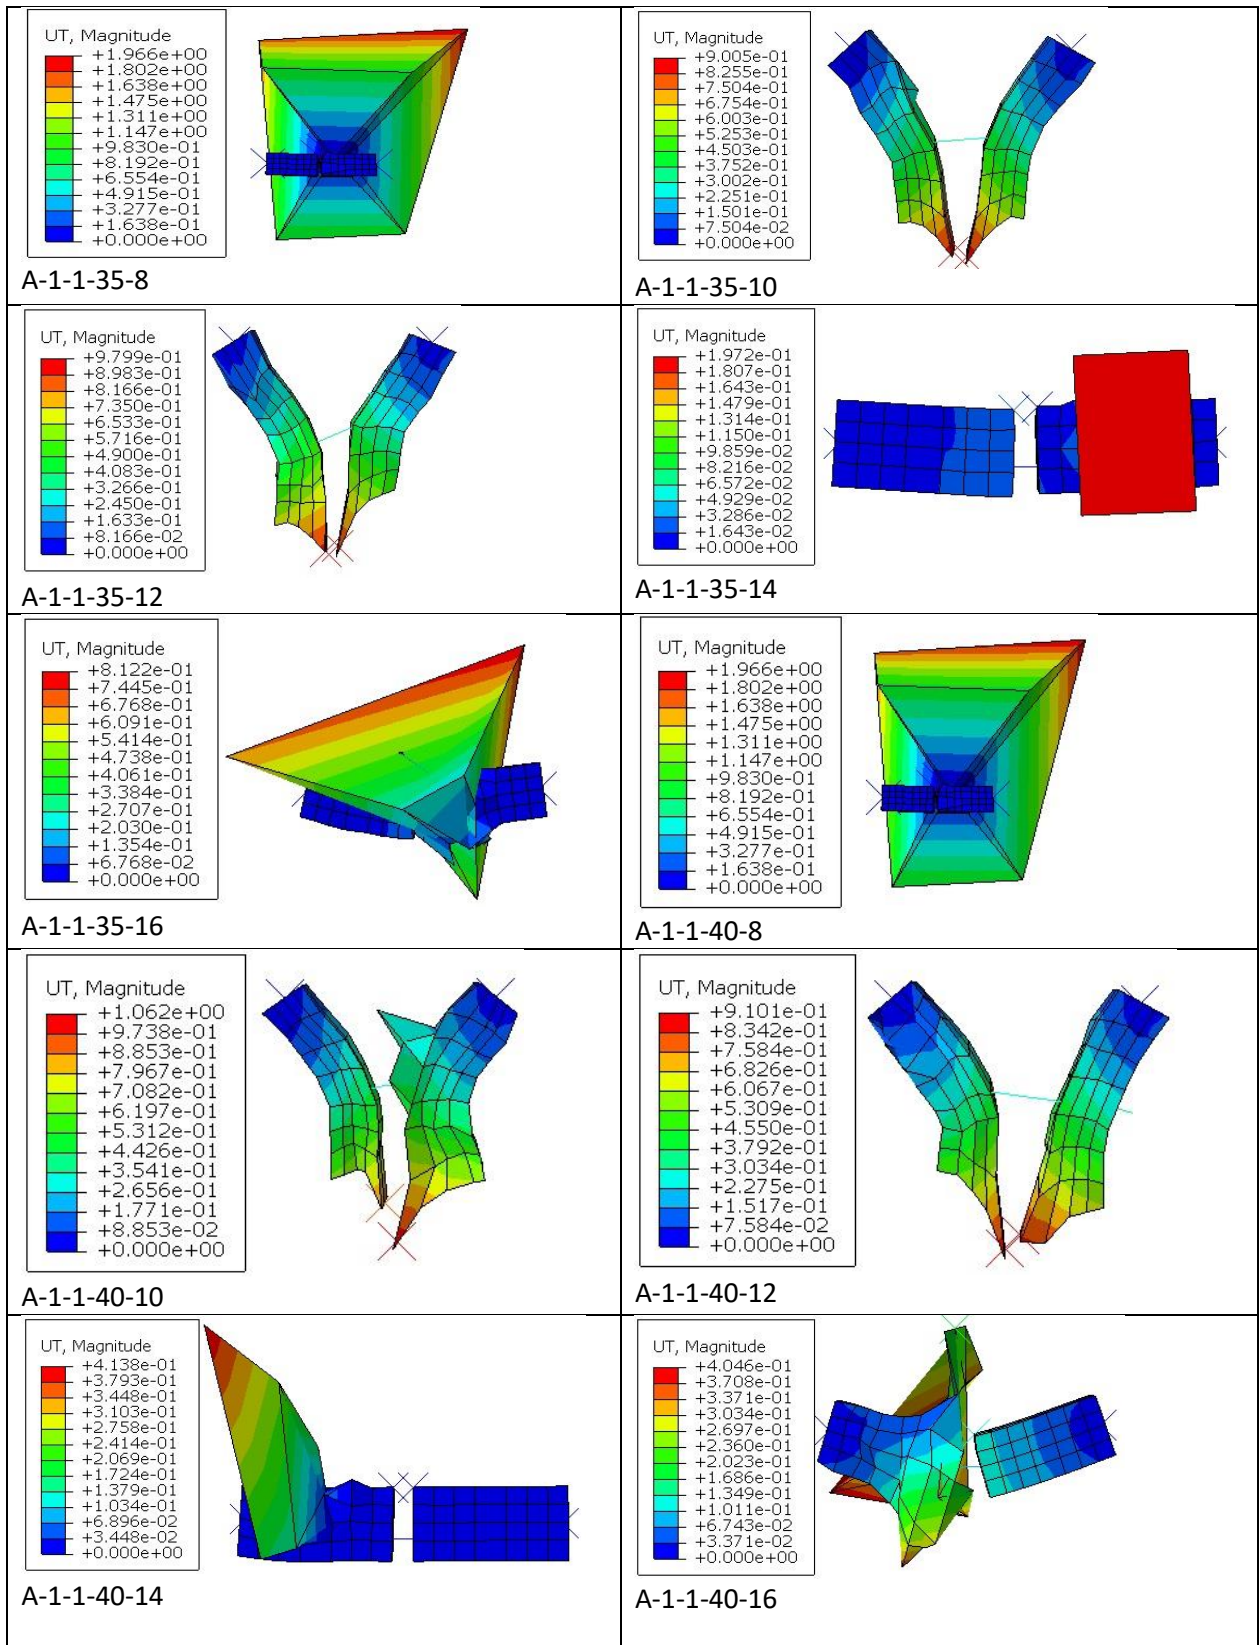 UT, Magnitude
+1.966e+00
+1.802e+00
+1.638e+00
+1.475e+00
+1.311e+00
+1.147e+00
+9.830e-01
+8.192e-01
+6.554e-01
+4.915e-01
+3.277e-01
+1.638e-01
+0.000e+00
A-1-1-35-8
UT, Magnitude
+9.005e-01
+8.255e-01
+7.504e-01
+6.754e-01
+6.003e-01
+5.253e-01
+4.503e-01
+3.752e-01
+3.002e-01
+2.251e-01
+1.501e-01
+7.504e-02
+0.000e+00
A-1-1-35-10
UT, Magnitude
+9.799e-01
+8.983e-01
+8.166e-01
+7.350e-01
+6.533e-01
+5.716e-01
+4.900e-01
+4.083e-01
+3.266e-01
+2.450e-01
+1.633e-01
+8.166e-02
+0.000e+00
A-1-1-35-12
UT, Magnitude
+1.972e-01
+1.807e-01
+1.643e-01
+1.479e-01
+1.314e-01
+1.150e-01
+9.859e-02
+8.216e-02
+6.572e-02
+4.929e-02
+3.286e-02
+1.643e-02
+0.000e+00
A-1-1-35-14
UT, Magnitude
+8.122e-01
+7.445e-01
+6.768e-01
+6.091e-01
+5.414e-01
+4.738e-01
+4.061e-01
+3.384e-01
+2.707e-01
+2.030e-01
+1.354e-01
+6.768e-02
+0.000e+00
A-1-1-35-16
UT, Magnitude
+1.966e+00
+1.802e+00
+1.638e+00
+1.475e+00
+1.311e+00
+1.147e+00
+9.830e-01
+8.192e-01
+6.554e-01
+4.915e-01
+3.277e-01
+1.638e-01
+0.000e+00
A-1-1-40-8
UT, Magnitude
+1.062e+00
+9.738e-01
+8.853e-01
+7.967e-01
+7.082e-01
+6.197e-01
+5.312e-01
+4.426e-01
+3.541e-01
+2.656e-01
+1.771e-01
+8.853e-02
+0.000e+00
A-1-1-40-10
UT, Magnitude
+9.101e-01
+8.342e-01
+7.584e-01
+6.826e-01
+6.067e-01
+5.309e-01
+4.550e-01
+3.792e-01
+3.034e-01
+2.275e-01
+1.517e-01
+7.584e-02
+0.000e+00
A-1-1-40-12
UT, Magnitude
+4.138e-01
+3.793e-01
+3.448e-01
+3.103e-01
+2.758e-01
+2.414e-01
+2.069e-01
+1.724e-01
+1.379e-01
+1.034e-01
+6.896e-02
+3.448e-02
+0.000e+00
A-1-1-40-14
UT, Magnitude
+4.046e-01
+3.708e-01
+3.371e-01
+3.034e-01
+2.697e-01
+2.360e-01
+2.023e-01
+1.686e-01
+1.349e-01
+1.011e-01
+6.743e-02
+3.371e-02
+0.000e+00
A-1-1-40-16